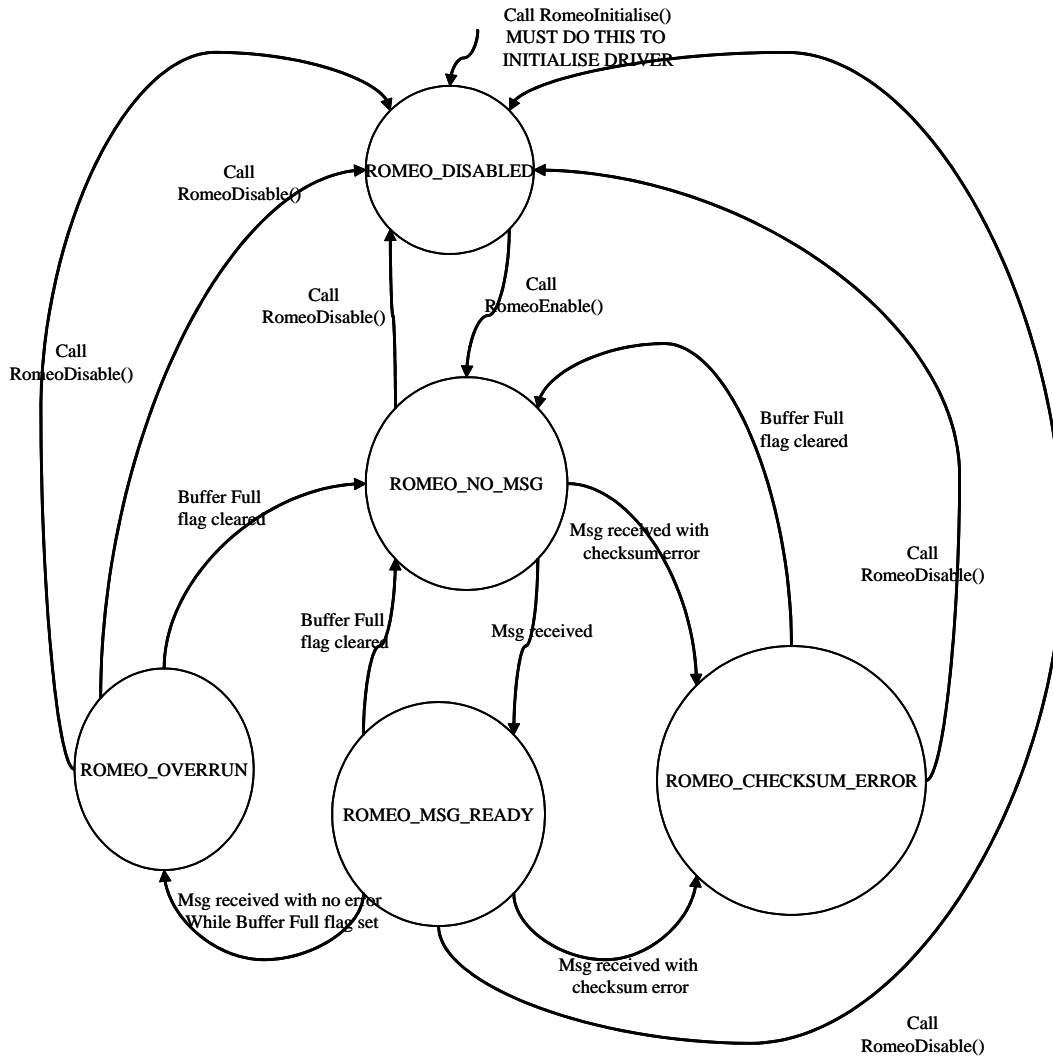 Call RomeoInitialise()
MUST DO THIS TO
INITIALISE DRIVER
ROMEO_DISABLED
Call
RomeoDisable()
Call
RomeoEnable()
Call
RomeoDisable()
Call
RomeoDisable()
Buffer Full
flag cleared
ROMEO_NO_MSG
Buffer Full
flag cleared
Msg received with
checksum error
Call
RomeoDisable()
Buffer Full
flag cleared
Msg received
ROMEO_OVERRUN
ROMEO_CHECKSUM_ERROR
ROMEO_MSG_READY
Msg received with no error
While Buffer Full flag set
Msg received with
checksum error
Call
RomeoDisable()